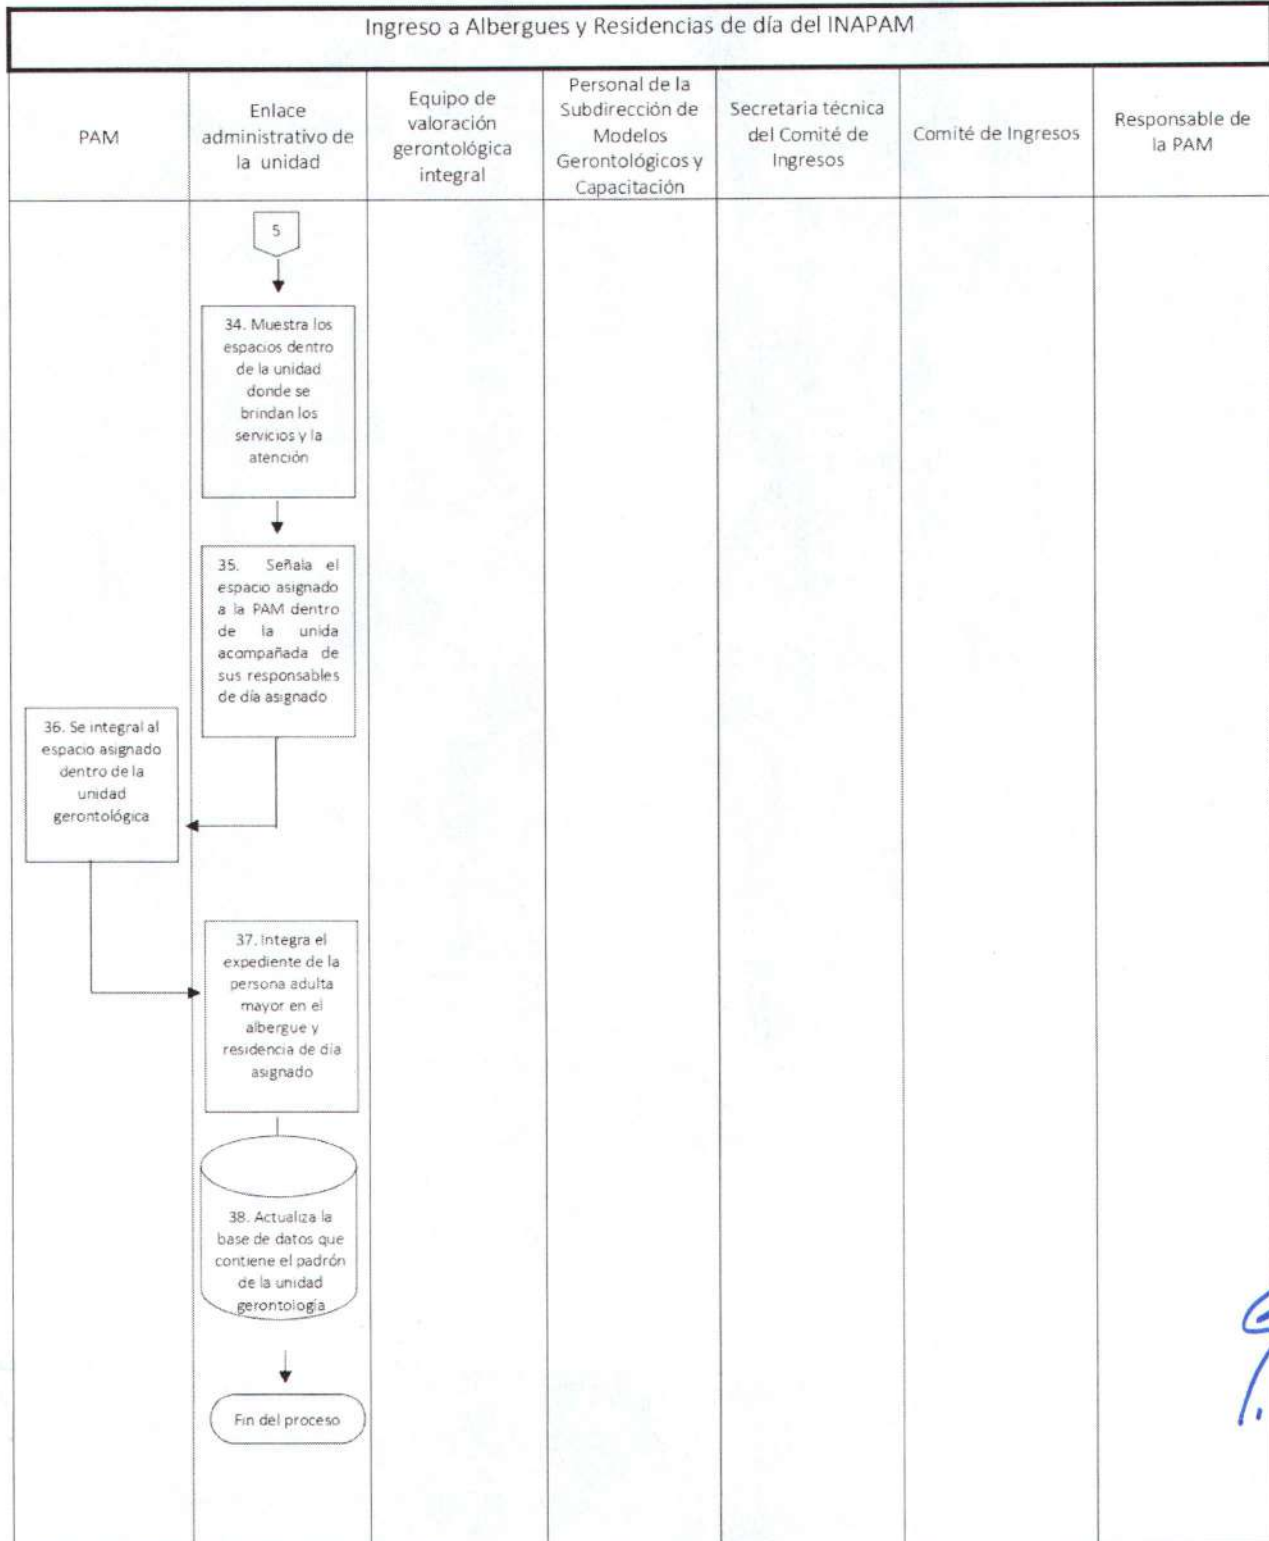 Ingreso a Albergues y Residencias de día del INAPAM
PAM
Enlace
administrativo de
la unidad
Equipo de
valoración
gerontológica
integral
Personal de la
Subdirección de
Modelos
Gerontológicos y
Capacitación
Secretaria técnica
del Comité de
Ingresos
Comité de Ingresos
Responsable de
la PAM
5
34. Muestra los
espacios dentro
de la unidad
donde se
brindan los
servicios y la
atención
35. Señala el
espacio asignado
a la PAM dentro
de la unida
acompañada de
sus responsables
de día asignado
36. Se integral al
espacio asignado
dentro de la
unidad
gerontológica
37. Integra el
expediente de la
persona adulta
mayor en el
albergue y
residencia de día
asignado
38. Actualiza la
base de datos que
contiene el padrón
de la unidad
gerontología
Fin del proceso